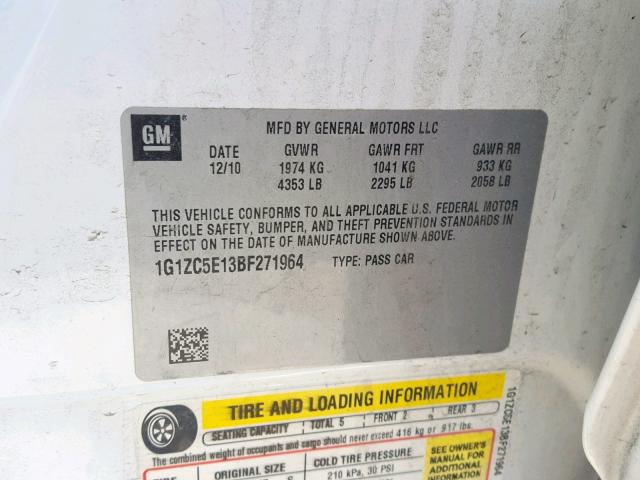 GM ®
MFD BY GENERAL MOTORS LLC
DATE GVWR GAWR FRT GAWR RR
12/10 1974 KG 1041 KG 933 KG
4353 LB 2295 LB 2058 LB
THIS VEHICLE CONFORMS TO ALL APPLICABLE U.S. FEDERAL MOTOR
VEHICLE SAFETY, BUMPER, AND THEFT PREVENTION STANDARDS IN
EFFECT ON THE DATE OF MANUFACTURE SHOWN ABOVE.
1G1ZC5E13BF271964 TYPE: PASS CAR
TIRE AND LOADING INFORMATION
SEATING CAPACITY TOTAL 5 FRONT 2 REAR 3
The combined weight of occupants and cargo should never exceed 416 kg or 917 lbs.
ORIGINAL SIZE COLD TIRE PRESSURE
210 kPa, 30 PSI
SEE OWNER'S
MANUAL FOR
ADDITIONAL
INFORMATION
1G1ZC5E13BF271964